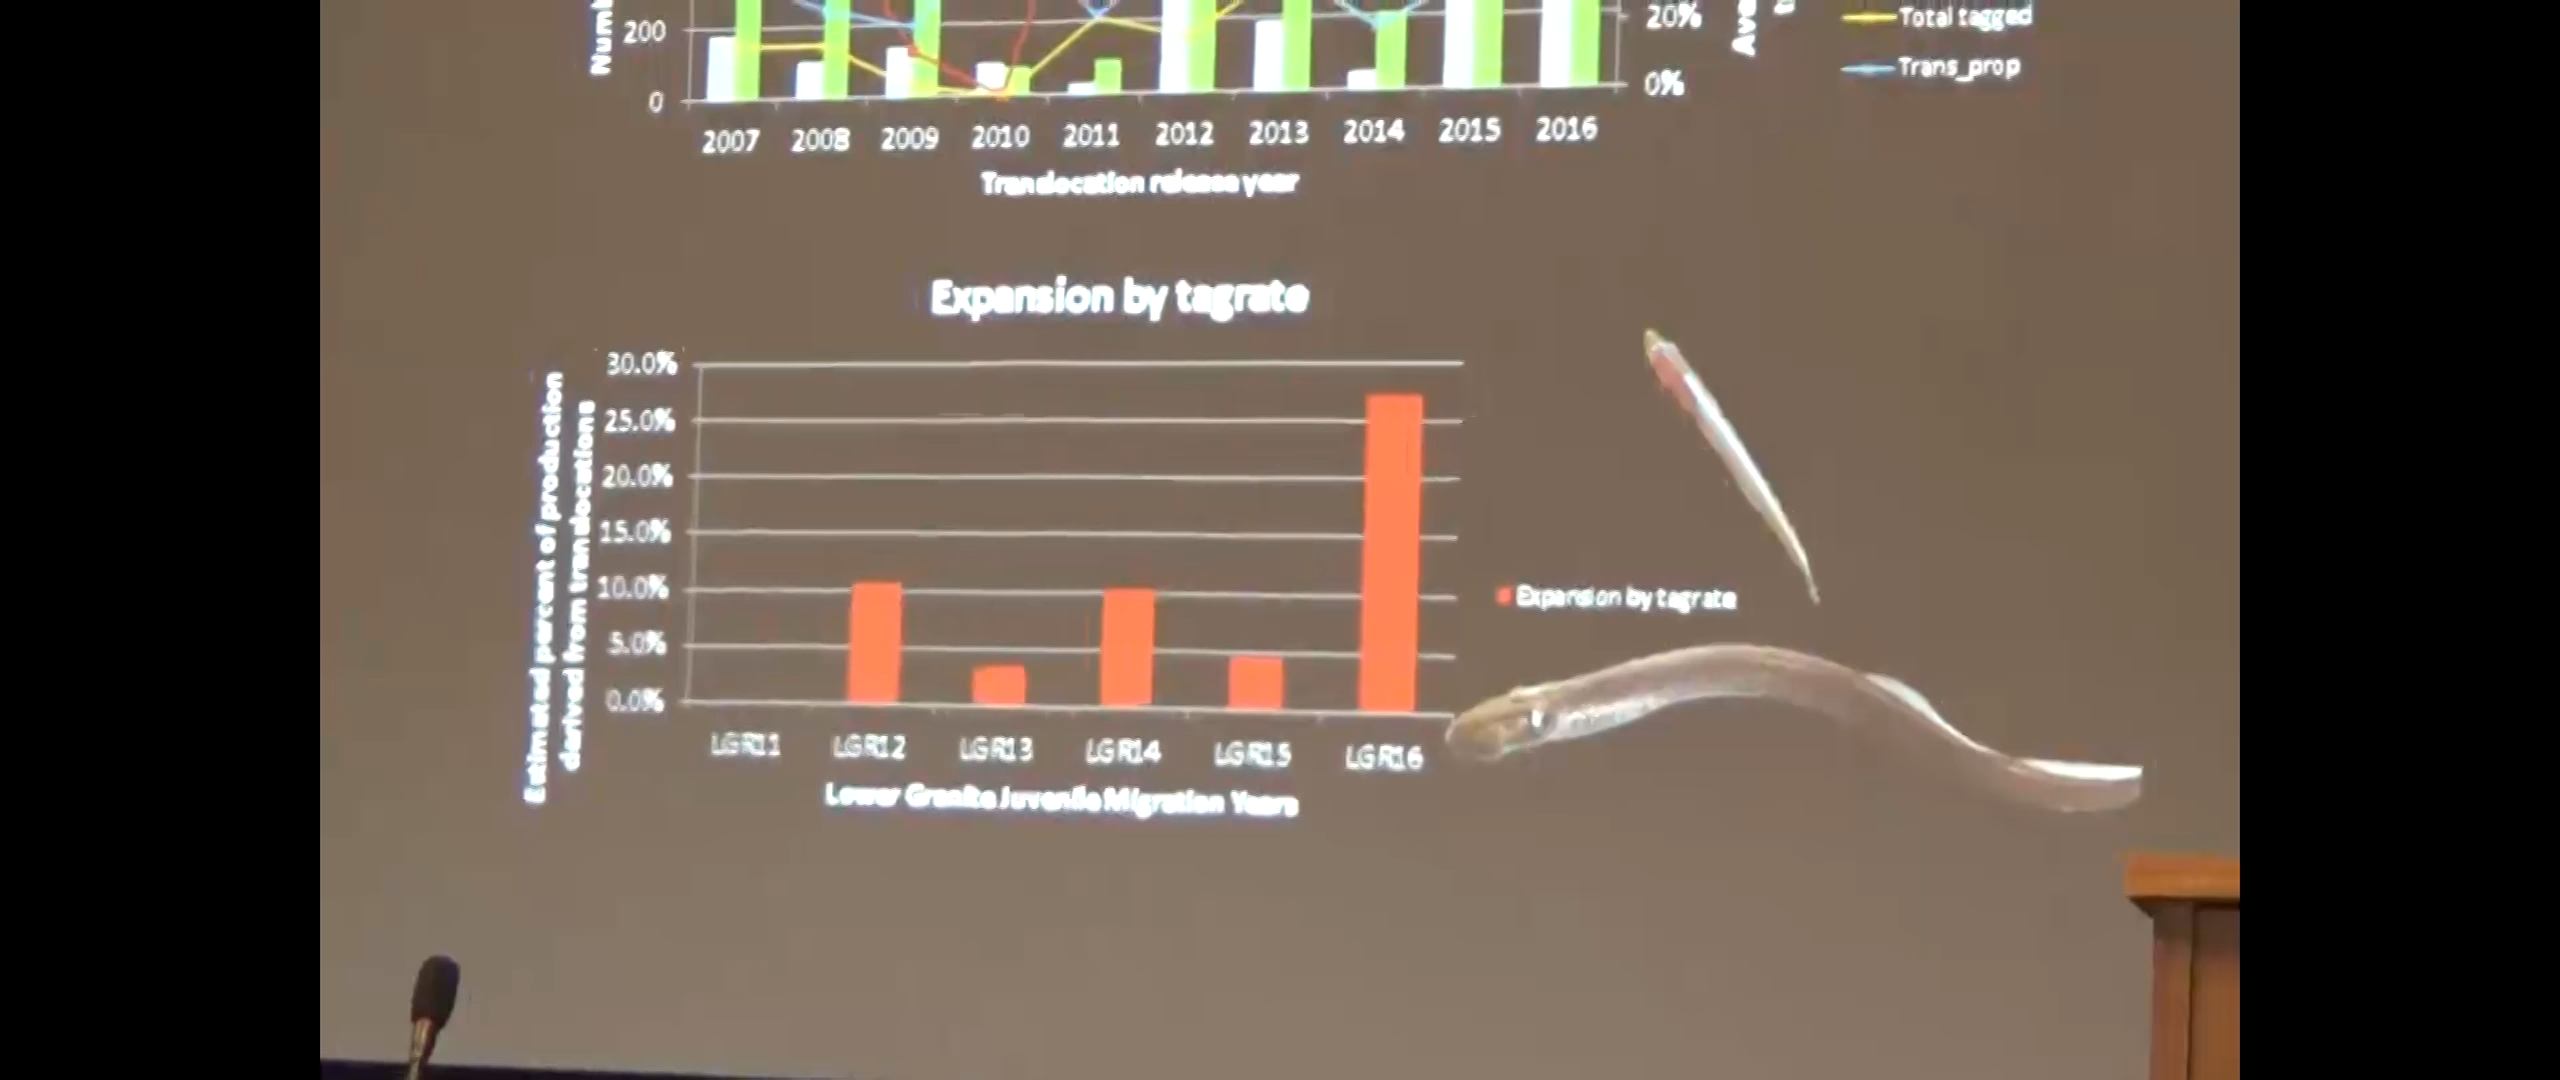 200
0
20%
0%
Total tagged
Trans_prop
2007 2008 2009 2010 2011 2012 2013 2014 2015 2016
Translocation release year
Expansion by tagrate
Estimated percent of production
derived from translocations
30.0%
25.0%
20.0%
15.0%
10.0%
5.0%
0.0%
Expansion by tagrate
LGR11 LGR12 LGR13 LGR14 LGR15 LGR16
Lower Granite Juvenile Migration Years